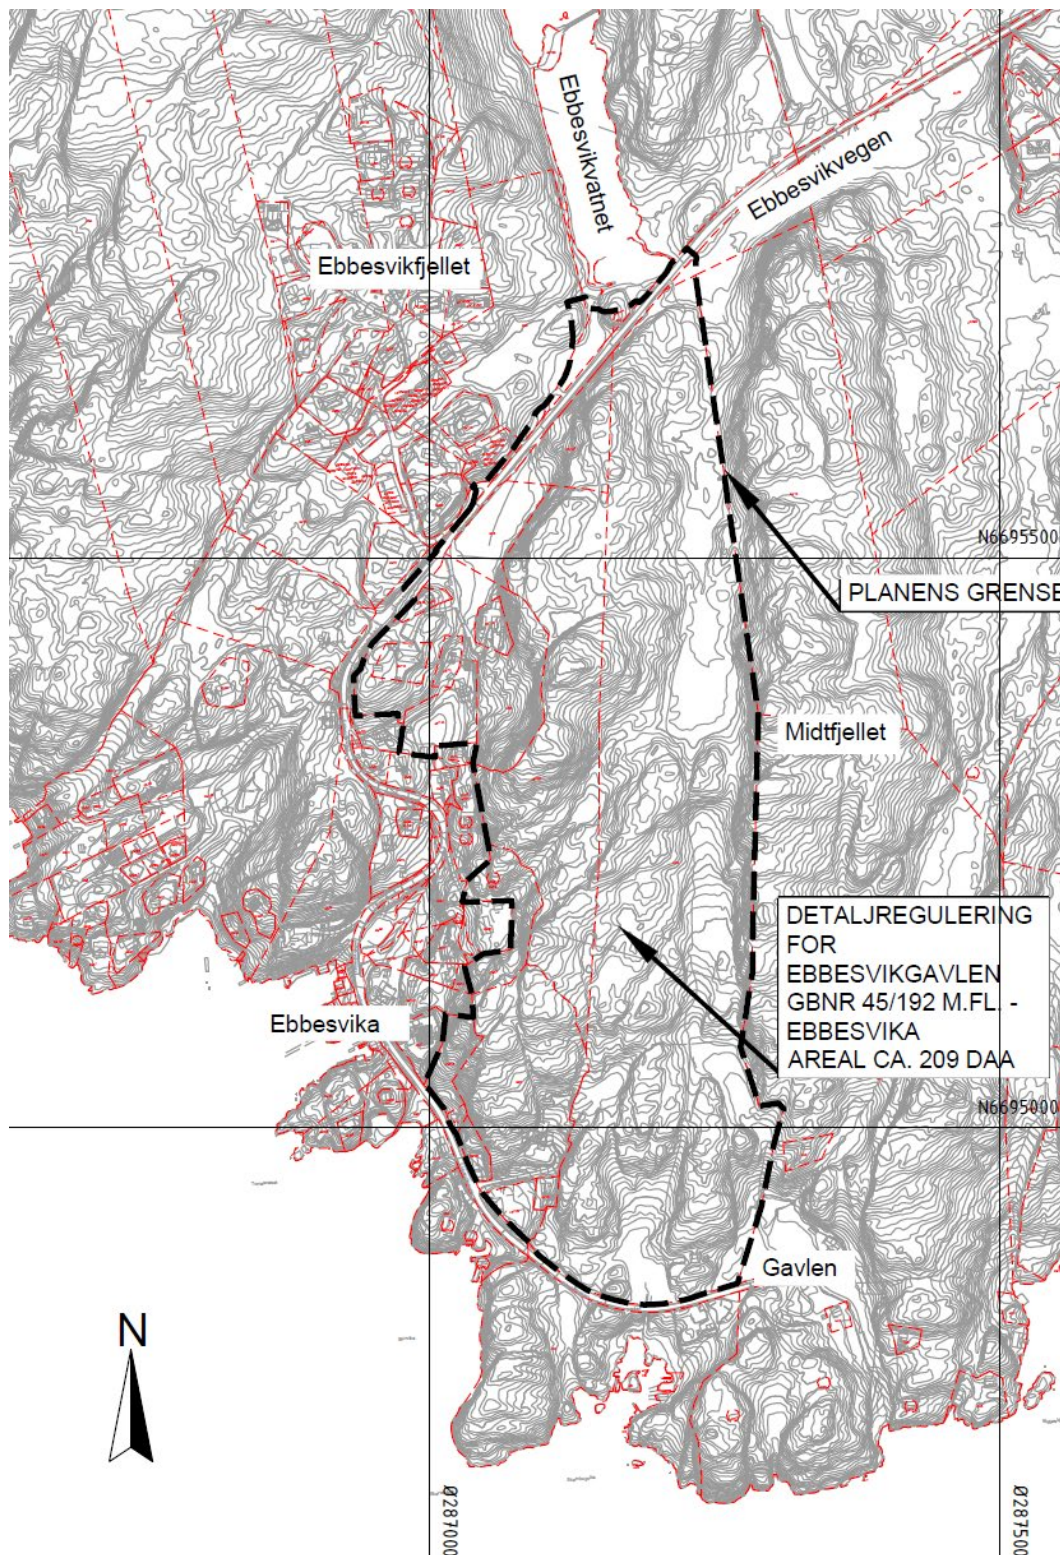 Ebbesvikvatnet
Ebbesvikvegen
Ebbesvikfjellet
N6695500
PLANENS GRENSE
Midtfjellet
DETALJREGULERING
FOR
EBBESVIKGAVLEN
GBNR 45/192 M.FL. -
EBBESVIKA
AREAL CA. 209 DAA
Ebbesvika
N6695000
Gavlen
N
Ø287000
Ø287500